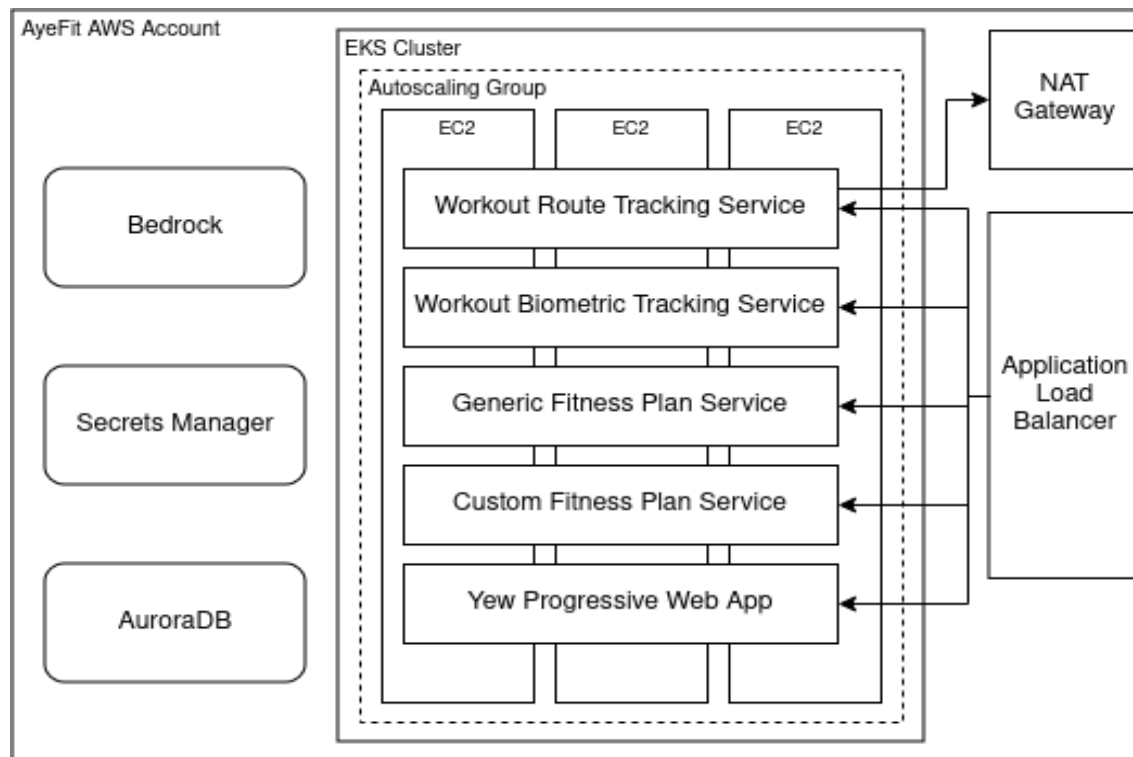 AyeFit AWS Account
EKS Cluster
Autoscaling Group
EC2
EC2
EC2
NAT
Gateway
Bedrock
Workout Route Tracking Service
Workout Biometric Tracking Service
Secrets Manager
Generic Fitness Plan Service
Application
Load
Balancer
Custom Fitness Plan Service
AuroraDB
Yew Progressive Web App